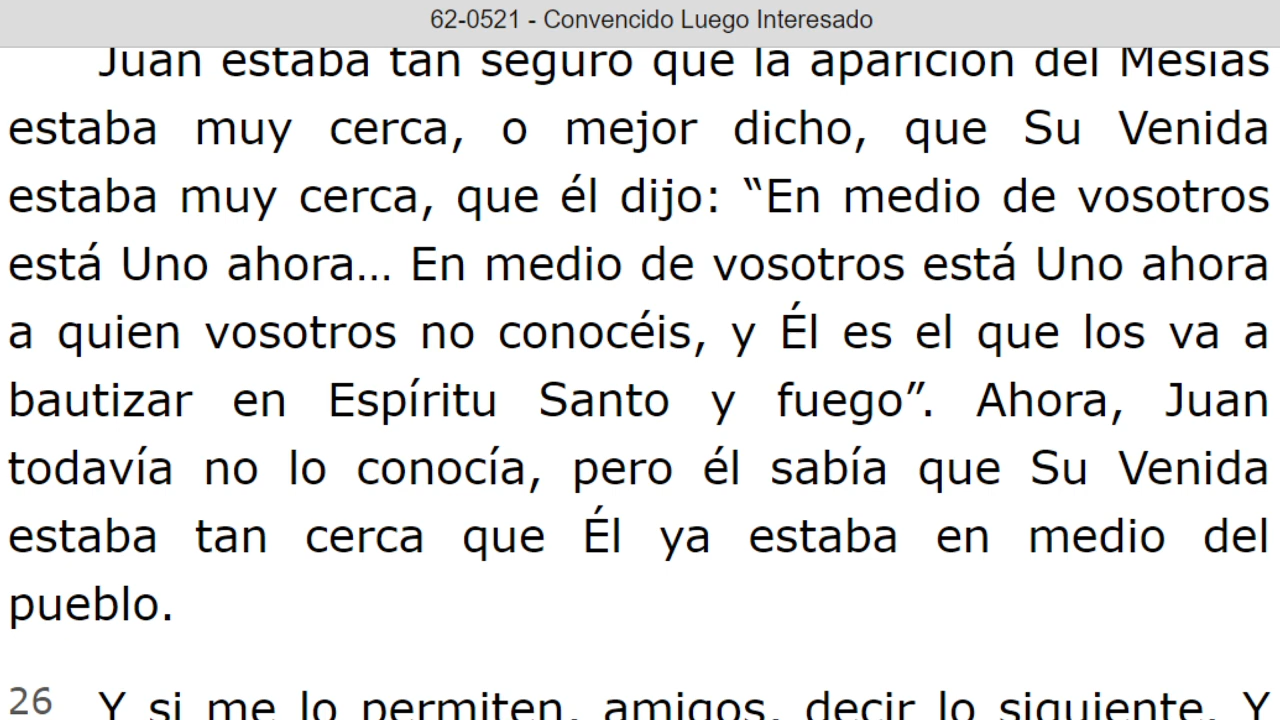 62-0521 - Convencido Luego Interesado
Juan estaba tan seguro que la aparición del Mesías
estaba muy cerca, o mejor dicho, que Su Venida
estaba muy cerca, que él dijo: “En medio de vosotros
está Uno ahora… En medio de vosotros está Uno ahora
a quien vosotros no conocéis, y Él es el que los va a
bautizar en Espíritu Santo y fuego”. Ahora, Juan
todavía no lo conocía, pero él sabía que Su Venida
estaba tan cerca que Él ya estaba en medio del
pueblo.
26 Y si me lo permiten, amigos, decir lo siguiente. Y